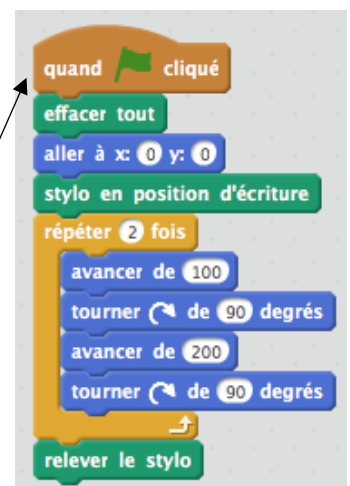 quand cliqué
effacer tout
aller à x: 0 y: 0
stylo en position d'écriture
répéter 2 fois
avancer de 100
tourner de 90 degrés
avancer de 200
tourner de 90 degrés
relever le stylo